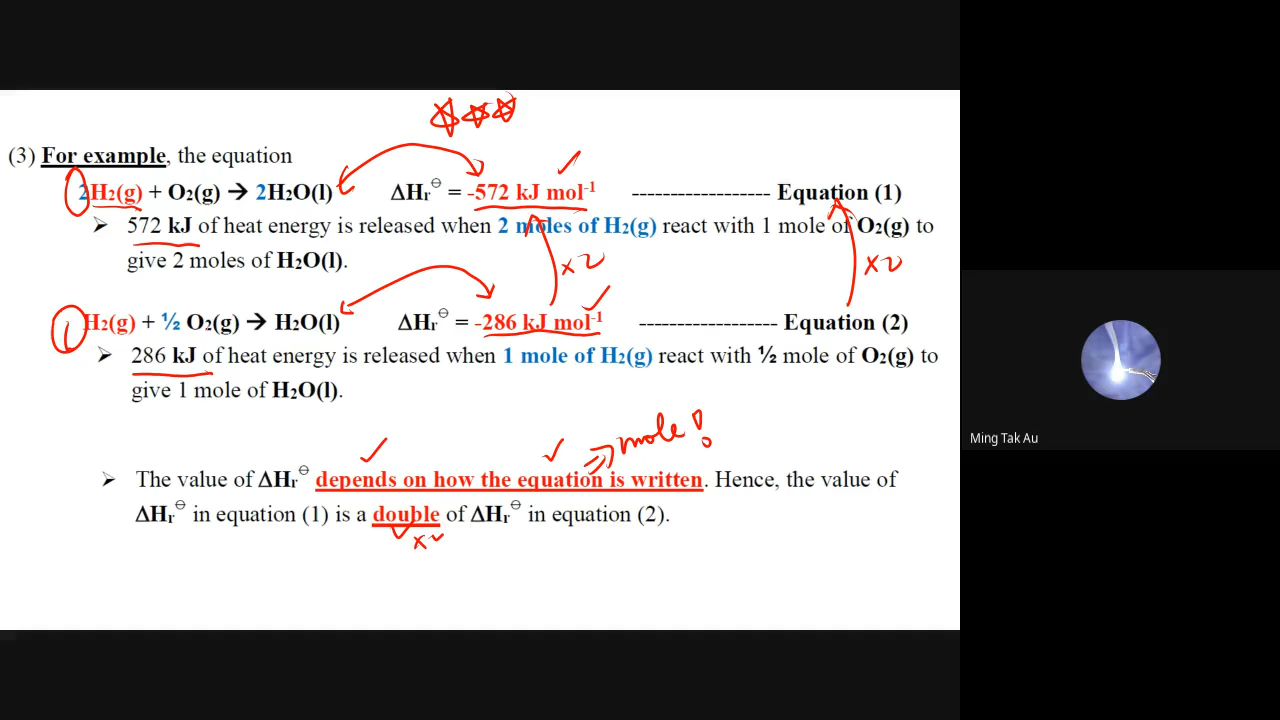 (3) For example, the equation
2H₂(g) + O₂(g) → 2H₂O(l) ΔHr⊖ = -572 kJ mol⁻¹ ------------------ Equation (1)
➢ 572 kJ of heat energy is released when 2 moles of H₂(g) react with 1 mole of O₂(g) to
give 2 moles of H₂O(l).
×2 ×2
1 H₂(g) + ½ O₂(g) → H₂O(l) ΔHr⊖ = -286 kJ mol⁻¹ ------------------ Equation (2)
➢ 286 kJ of heat energy is released when 1 mole of H₂(g) react with ½ mole of O₂(g) to
give 1 mole of H₂O(l).
⇒ mole!
➢ The value of ΔHr⊖ depends on how the equation is written. Hence, the value of
ΔHr⊖ in equation (1) is a double of ΔHr⊖ in equation (2).
×2
Ming Tak Au